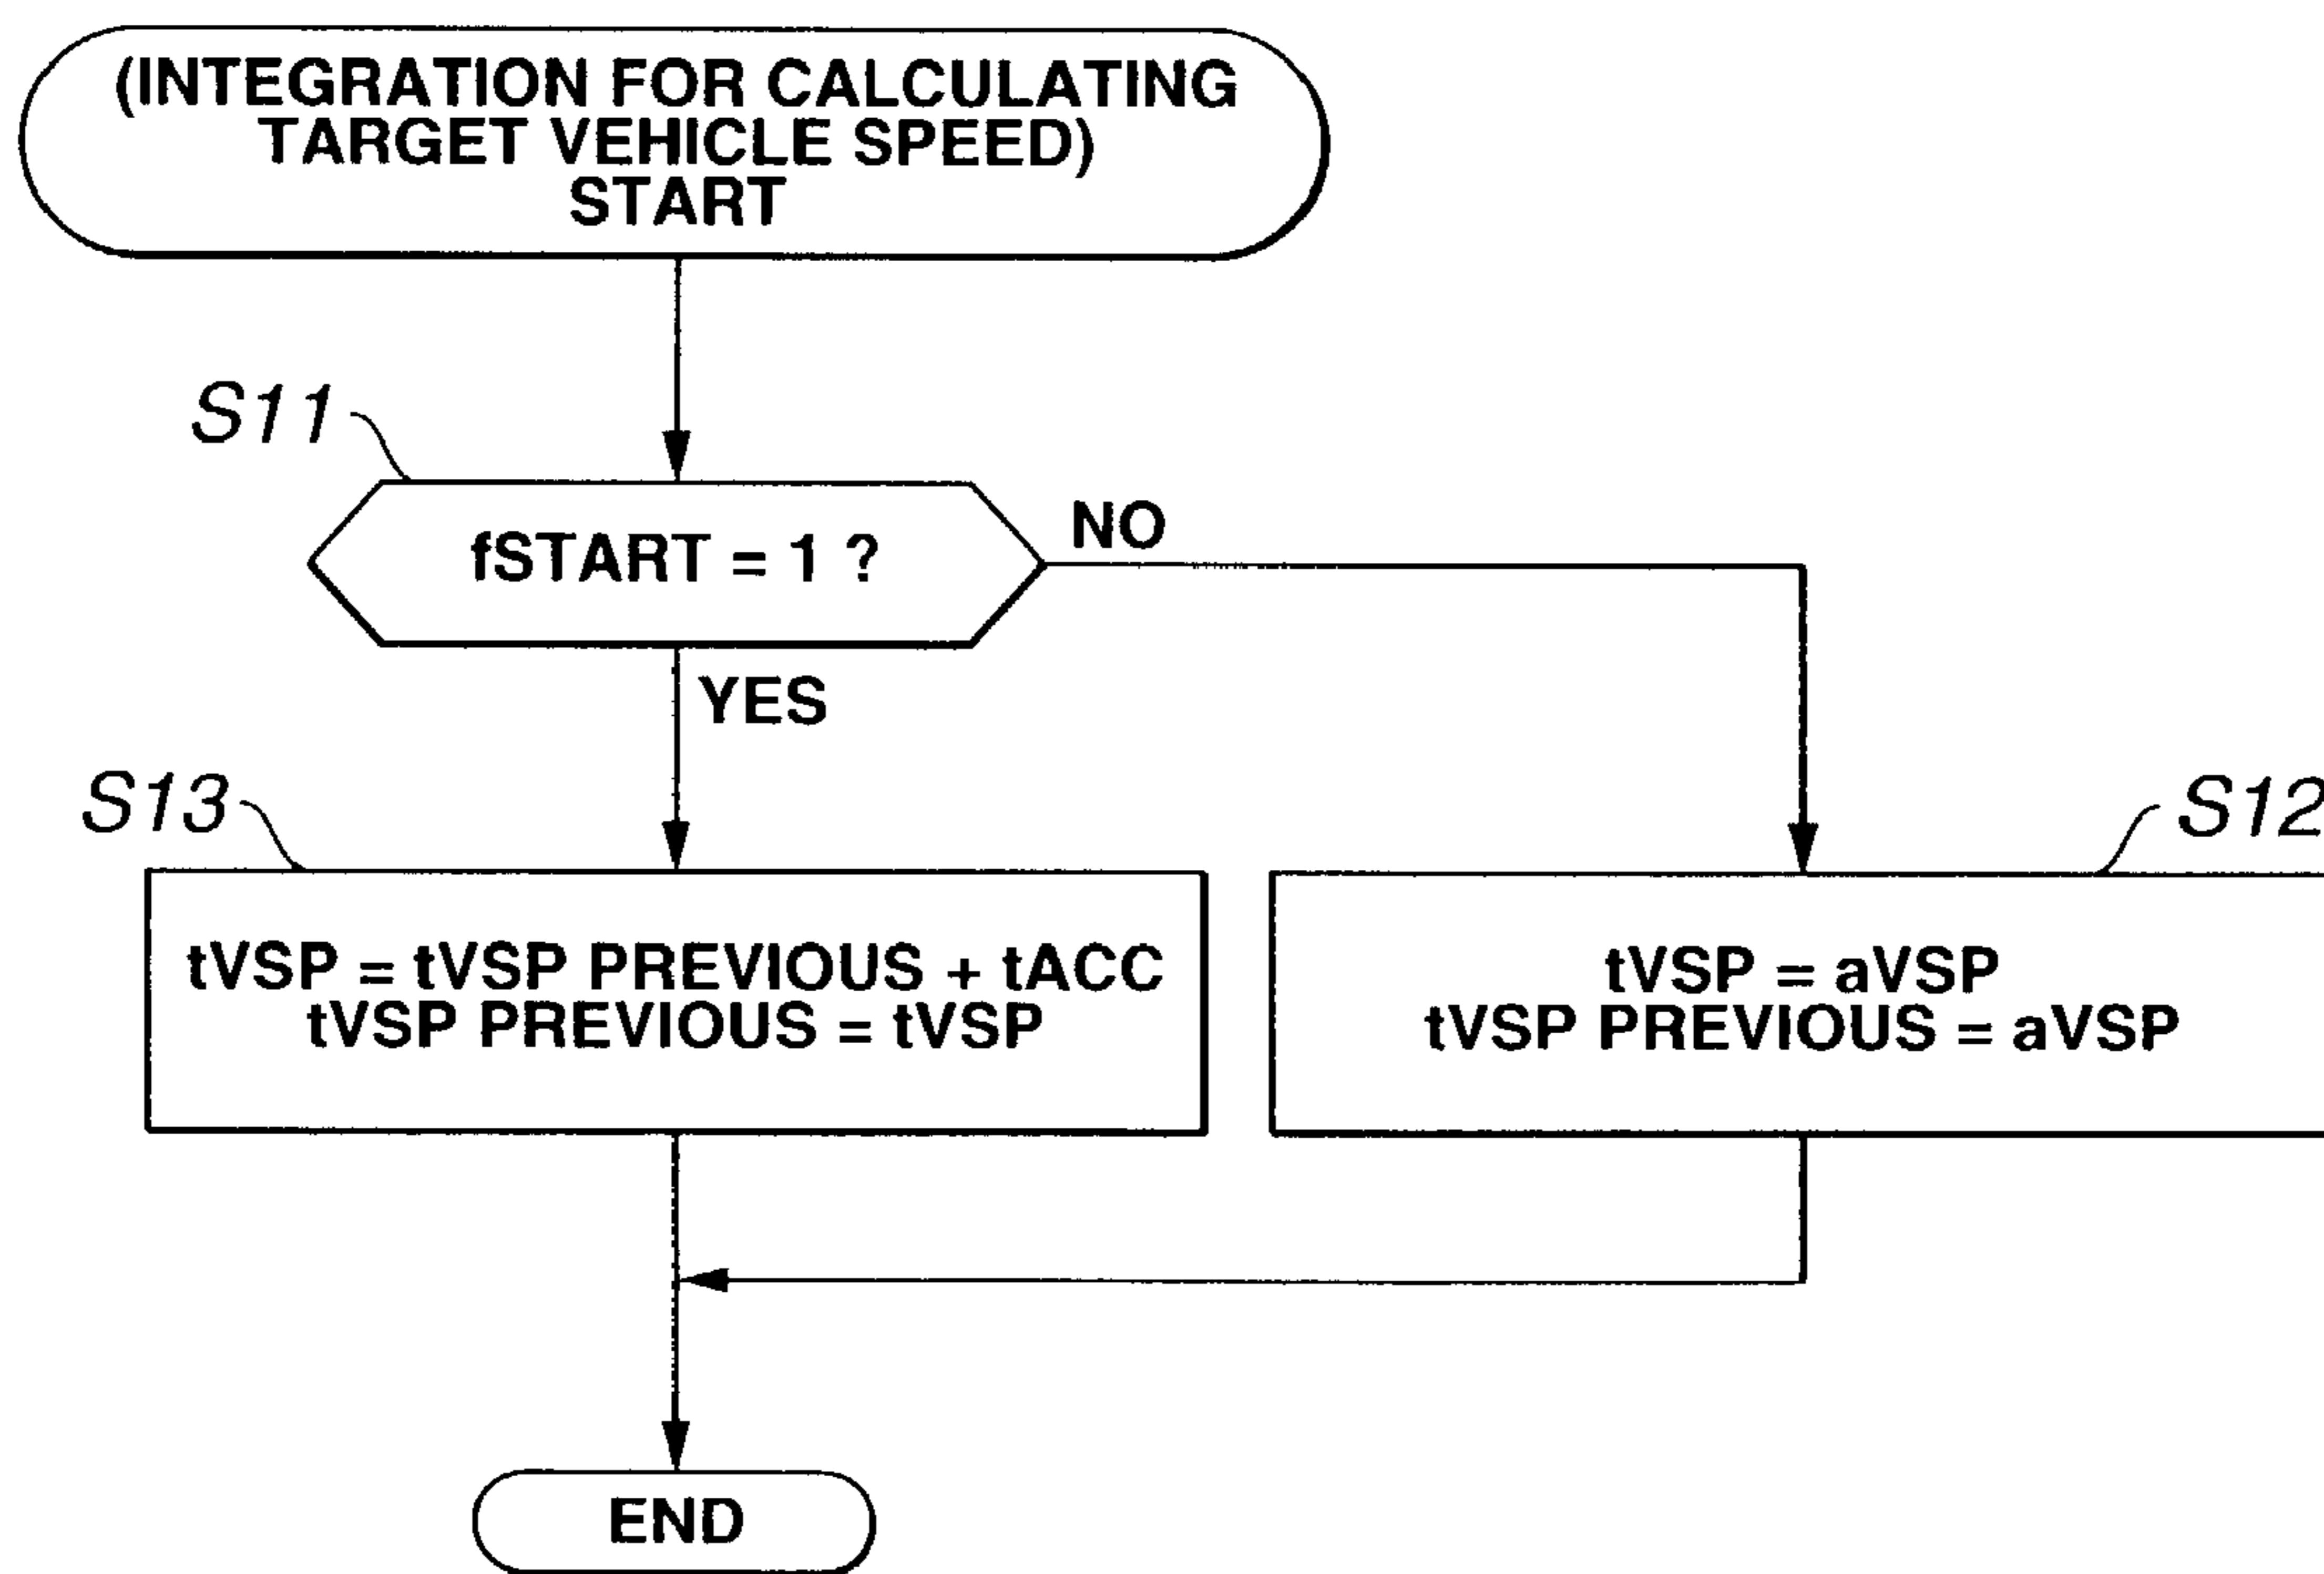 (INTEGRATION FOR CALCULATING
TARGET VEHICLE SPEED)
START
S11
fSTART = 1 ?
NO
YES
S13
S12
tVSP = tVSP PREVIOUS + tACC
tVSP PREVIOUS = tVSP
tVSP = aVSP
tVSP PREVIOUS = aVSP
END